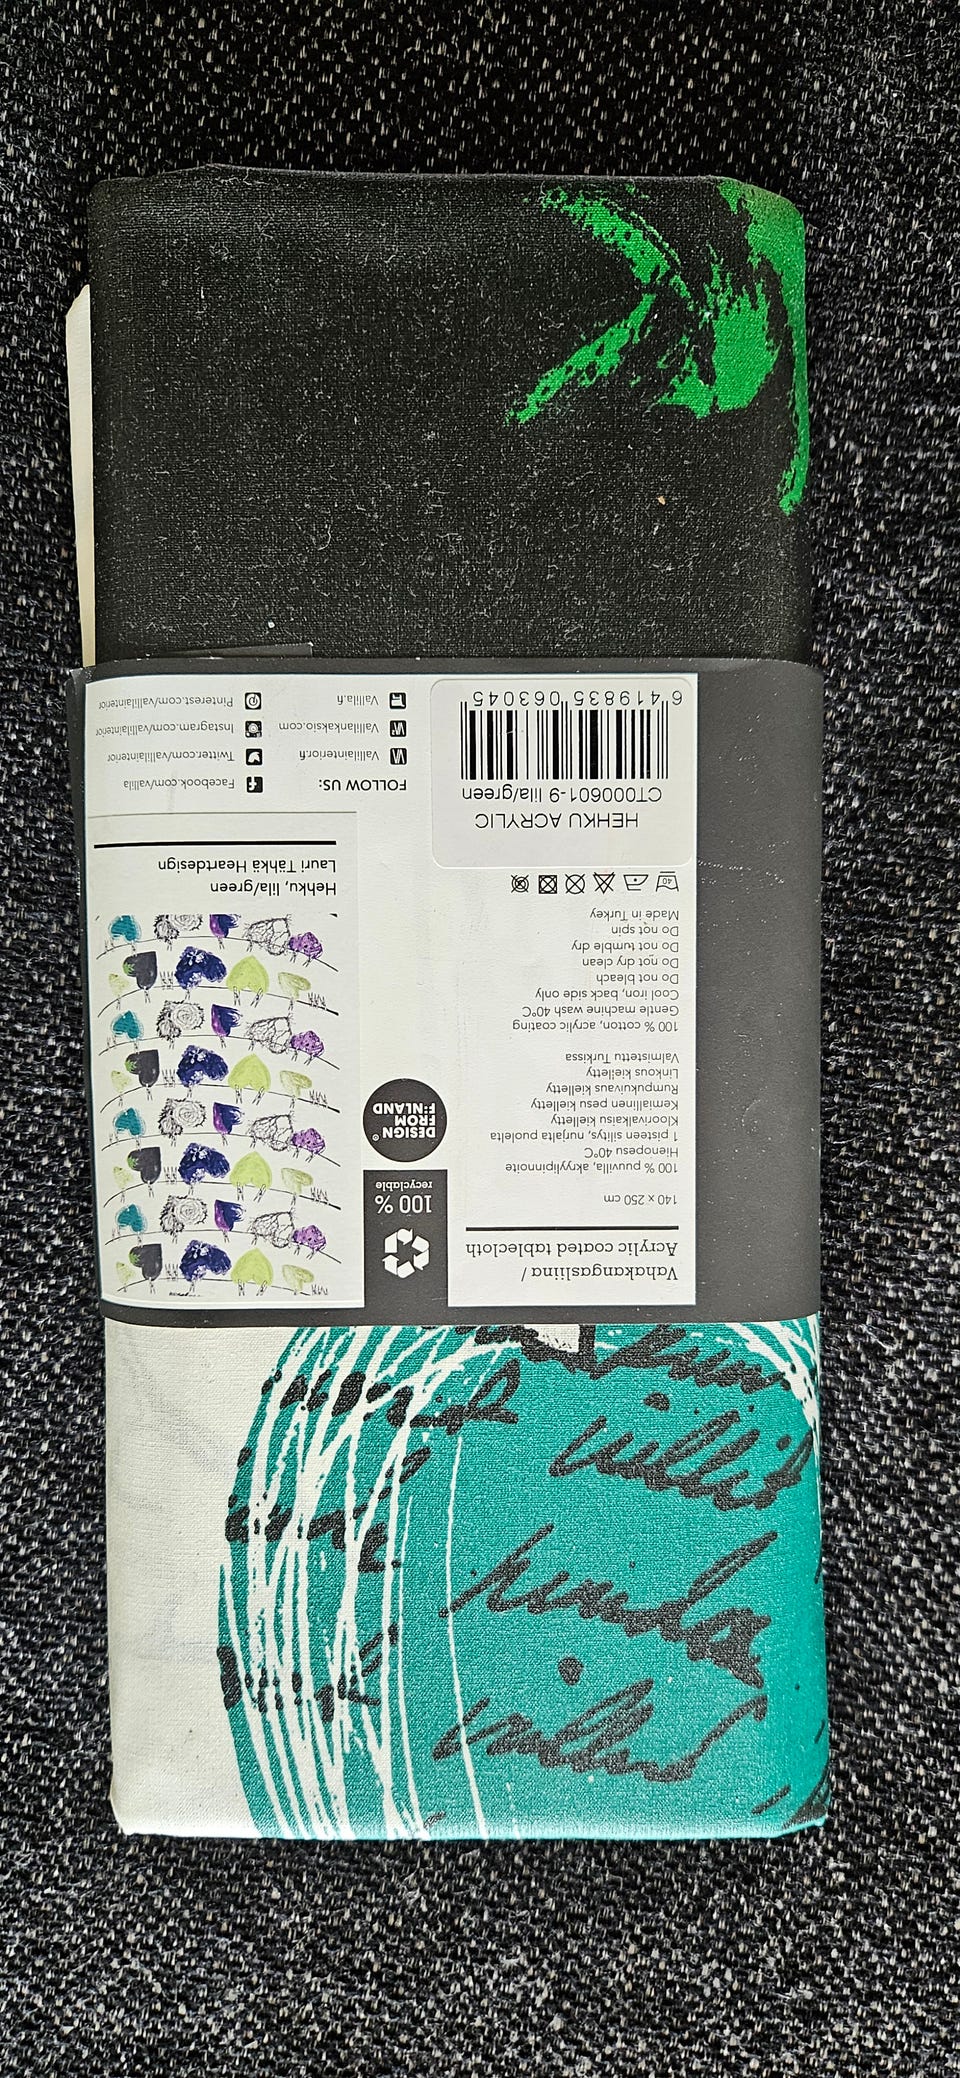 Vahakangasliina /
Acrylic coated tablecloth
140 x 250 cm
100 % puuvilla, akryylipinnoite
Hienopesu 40°C
1 pisteen silitys, nurjalta puolelta
Kloorivalkaisu kielletty
Kemiallinen pesu kielletty
Rumpukuivaus kielletty
Linkous kielletty
Valmistettu Turkissa
100 % cotton, acrylic coating
Gentle machine wash 40°C
Cool iron, back side only
Do not bleach
Do not dry clean
Do not tumble dry
Do not spin
Made in Turkey
40
HEHKU ACRYLIC
CT000601-9 lila/green
6 419835 063045
100 %
recyclable
DESIGN®
FROM
FINLAND
Hehku, lila/green
Lauri Tähkä Heartdesign
FOLLOW US:
Vallilainterior.fi
Vallilankaksio.com
Vallila.fi
Facebook.com/vallila
Twitter.com/vallilainterior
Instagram.com/vallilainterior
Pinterest.com/vallilainterior